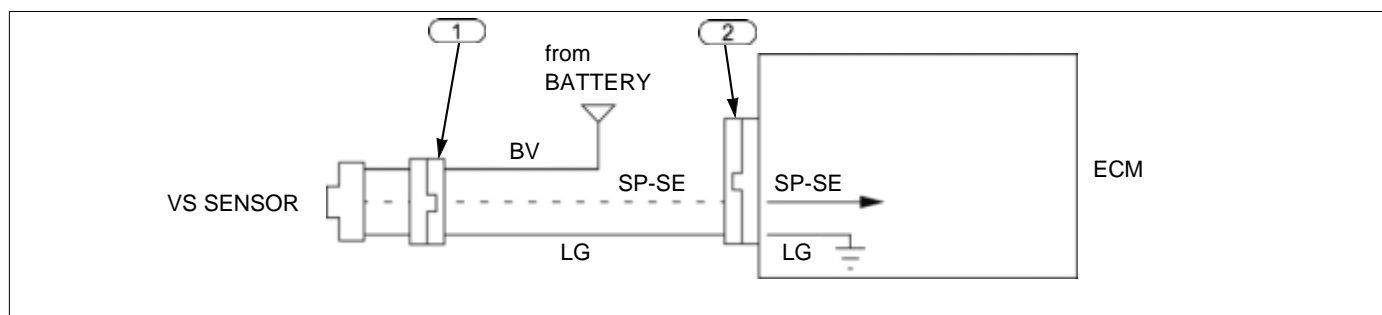 1
2
from
BATTERY
BV
SP-SE
SP-SE
ECM
VS SENSOR
LG
LG